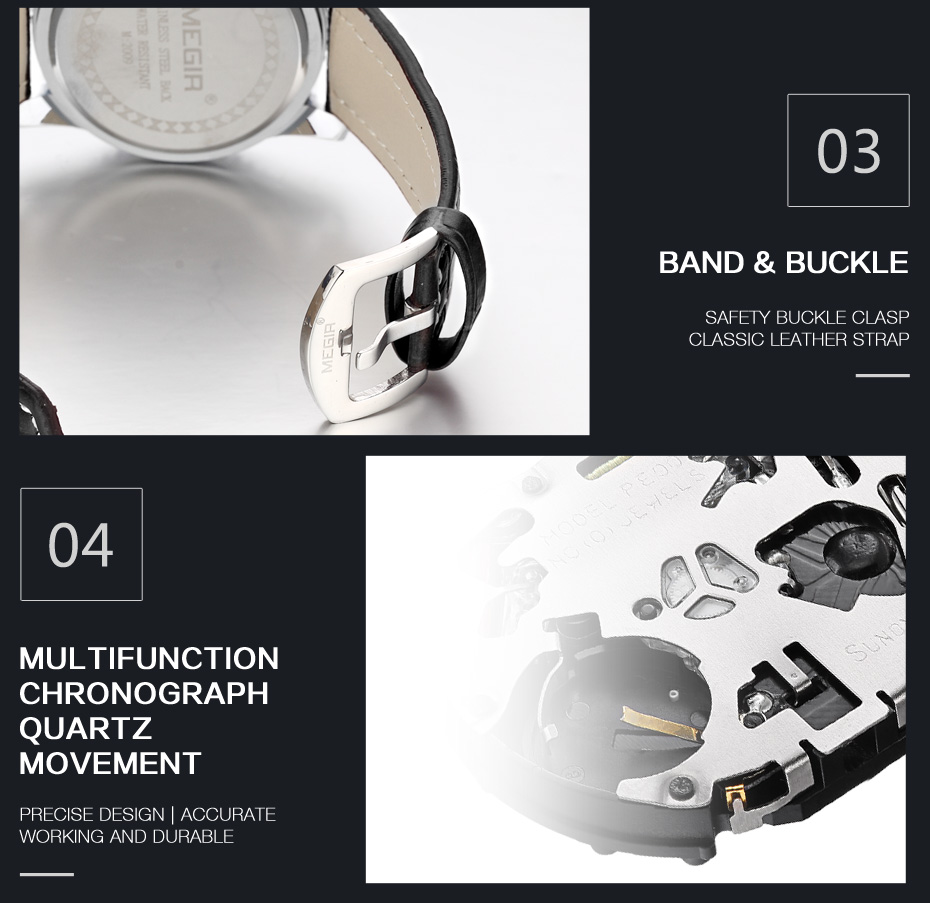 MEGIR®
STAINLESS STEEL BACK
WATER RESISTANT
MEGIR®
03
BAND & BUCKLE
SAFETY BUCKLE CLASP
CLASSIC LEATHER STRAP
04
MULTIFUNCTION
CHRONOGRAPH
QUARTZ
MOVEMENT
PRECISE DESIGN | ACCURATE
WORKING AND DURABLE
MODEL
JEWELS